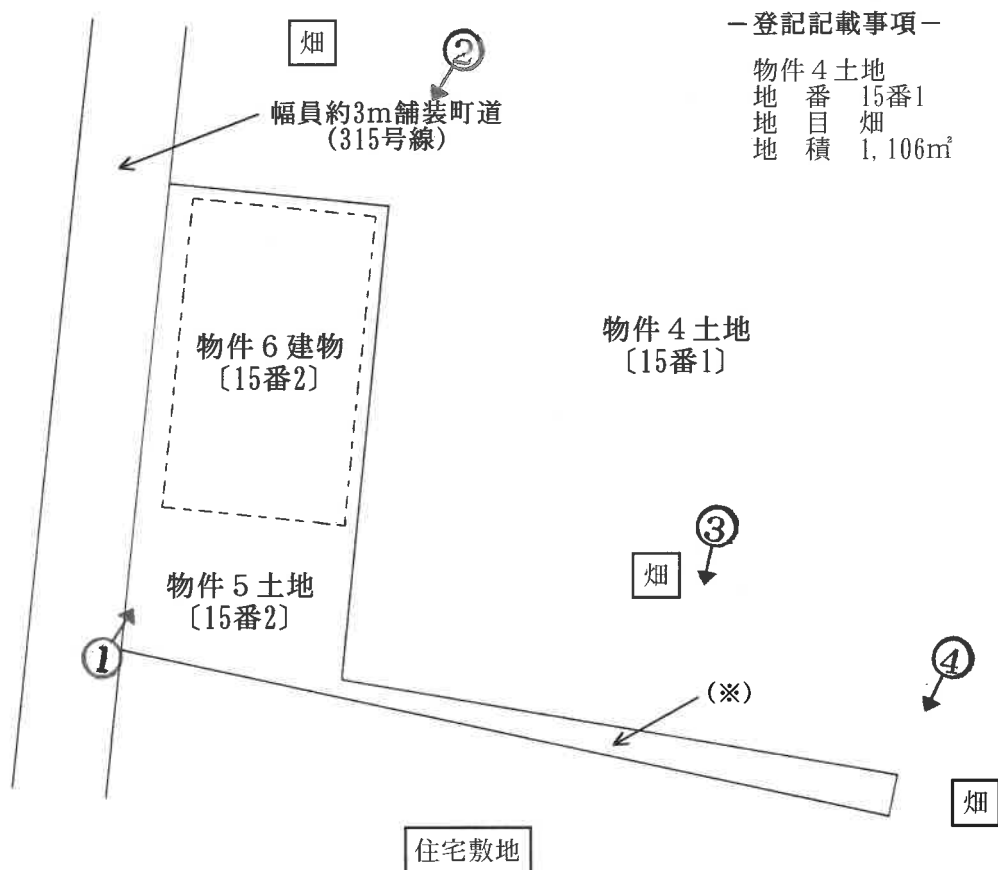 －登記記載事項－
物件４土地
地　番　15番1
地　目　畑
地　積　1,106㎡
畑
②
幅員約3m舗装町道
(315号線)
物件６建物
〔15番2〕
物件４土地
〔15番1〕
③
畑
物件５土地
〔15番2〕
①
④
(※)
畑
住宅敷地